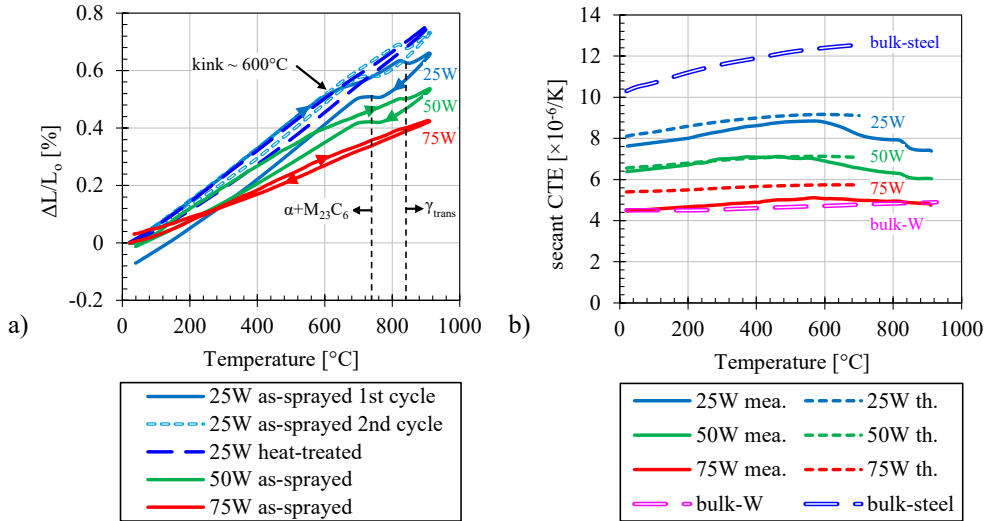 0.8
0.6
0.4
0.2
0
-0.2
0
200
400
600
800
1000
ΔL/Lo [%]
Temperature [°C]
kink ~ 600°C
25W
50W
75W
α+M23C6
γtrans
a)
25W as-sprayed 1st cycle
25W as-sprayed 2nd cycle
25W heat-treated
50W as-sprayed
75W as-sprayed
14
12
10
8
6
4
2
0
0
200
400
600
800
1000
secant CTE [× 10-6/K]
Temperature [°C]
bulk-steel
25W
50W
75W
bulk-W
b)
25W mea.
25W th.
50W mea.
50W th.
75W mea.
75W th.
bulk-W
bulk-steel